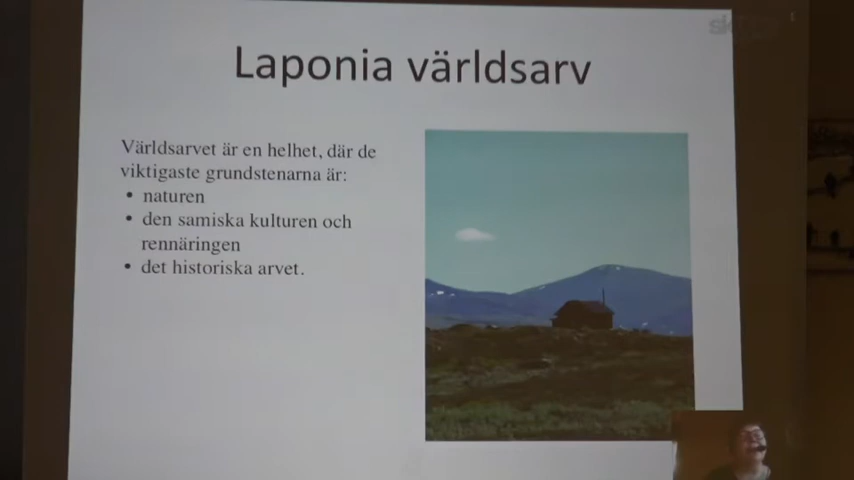 Laponia världsarv
Världsarvet är en helhet, där de
viktigaste grundstenarna är:
• naturen
• den samiska kulturen och
rennäringen
• det historiska arvet.